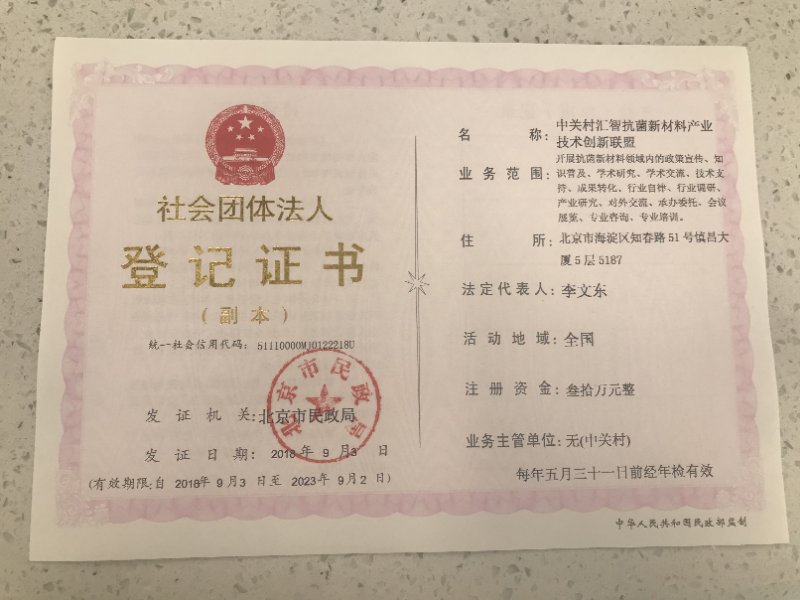 社会团体法人
登记证书
(副本)
统一社会信用代码: 51110000MJ0122218U
发证机关: 北京市民政局
发证日期: 2018年9月3日
(有效期限:自 2018年9月3日至 2023年9月2日)
北京市民政局
名称: 中关村汇智抗菌新材料产业
技术创新联盟
业务范围: 开展抗菌新材料领域内的政策宣传、知
识普及、学术研究、学术交流、技术支
持、成果转化、行业自律、行业调研、
产业研究、对外交流、承办委托、会议
展览、专业咨询、专业培训。
住所: 北京市海淀区知春路51号镇昌大
厦5层5187
法定代表人: 李文东
活动地域: 全国
注册资金: 叁拾万元整
业务主管单位: 无(中关村)
每年五月三十一日前经年检有效
中华人民共和国民政部监制